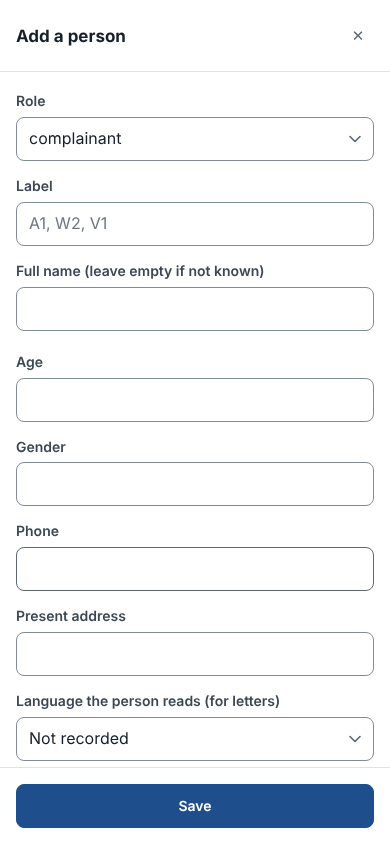 Add a person
×
Role
complainant
Label
A1, W2, V1
Full name (leave empty if not known)
Age
Gender
Phone
Present address
Language the person reads (for letters)
Not recorded
Save